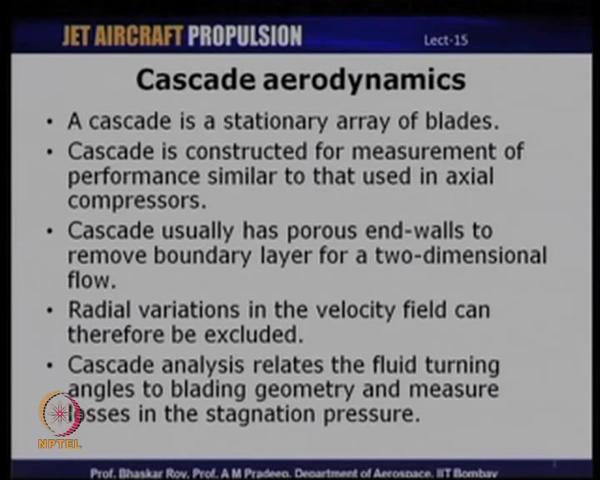 JET AIRCRAFT PROPULSION
Lect-15
Cascade aerodynamics
• A cascade is a stationary array of blades.
• Cascade is constructed for measurement of
performance similar to that used in axial
compressors.
• Cascade usually has porous end-walls to
remove boundary layer for a two-dimensional
flow.
• Radial variations in the velocity field can
therefore be excluded.
• Cascade analysis relates the fluid turning
angles to blading geometry and measure
losses in the stagnation pressure.
NPTEL
Prof. Bhaskar Roy, Prof. A M Pradeep, Department of Aerospace, IIT Bombay